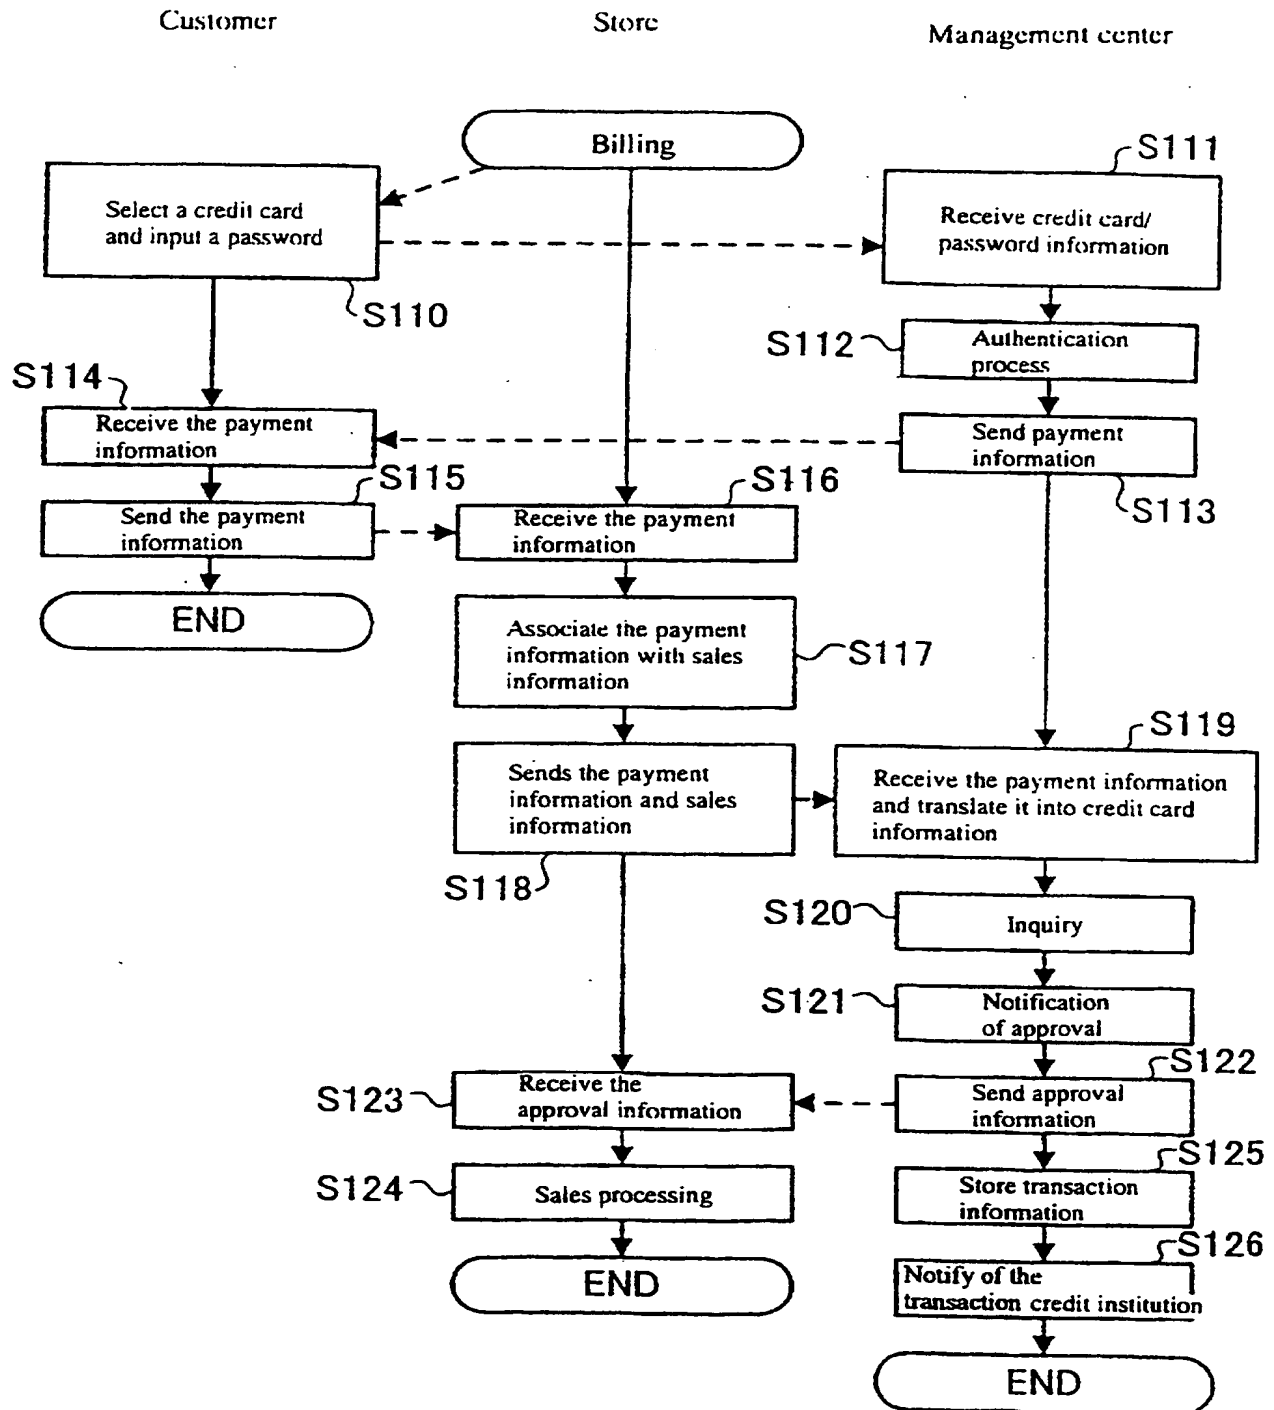 Customer
Store
Management center
Billing
S111
Select a credit card
and input a password
Receive credit card/
password information
S110
S112
Authentication
process
S114
Receive the payment
information
Send payment
information
S115
S116
S113
Send the payment
information
Receive the payment
information
END
Associate the payment
information with sales
information
S117
S119
Sends the payment
information and sales
information
Receive the payment information
and translate it into credit card
information
S118
S120
Inquiry
S121
Notification
of approval
S122
S123
Receive the
approval information
Send approval
information
S125
S124
Sales processing
Store transaction
information
S126
END
Notify of the
transaction credit institution
END